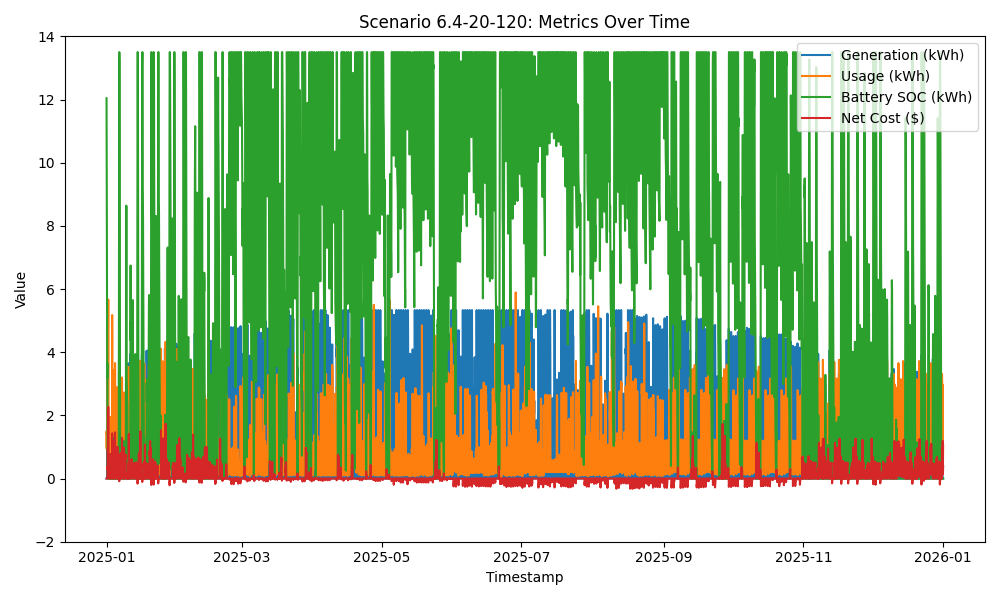 Scenario 6.4-20-120: Metrics Over Time
14
12
10
8
6
4
2
0
−2
Value
Generation (kWh)
Usage (kWh)
Battery SOC (kWh)
Net Cost ($)
2025-01
2025-03
2025-05
2025-07
2025-09
2025-11
2026-01
Timestamp